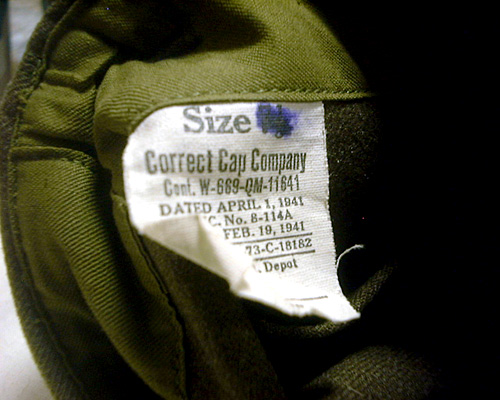 Size
Correct Cap Company
Cont. W-669-QM-11641
DATED APRIL 1, 1941
C. No. 8-114A
FEB. 19, 1941
73-C-18182
. Depot